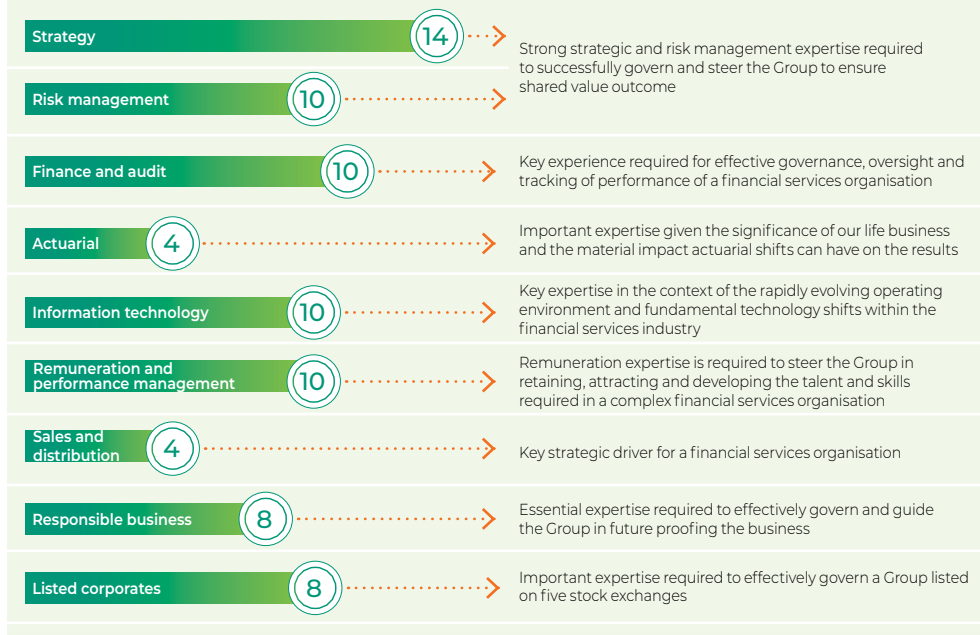 Strategy
14
Strong strategic and risk management expertise required
to successfully govern and steer the Group to ensure
shared value outcome
Risk management
10
Finance and audit
10
Key experience required for effective governance, oversight and
tracking of performance of a financial services organisation
Actuarial
4
Important expertise given the significance of our life business
and the material impact actuarial shifts can have on the results
Information technology
10
Key expertise in the context of the rapidly evolving operating
environment and fundamental technology shifts within the
financial services industry
Remuneration and
performance management
10
Remuneration expertise is required to steer the Group in
retaining, attracting and developing the talent and skills
required in a complex financial services organisation
Sales and
distribution
4
Key strategic driver for a financial services organisation
Responsible business
8
Essential expertise required to effectively govern and guide
the Group in future proofing the business
Listed corporates
8
Important expertise required to effectively govern a Group listed
on five stock exchanges